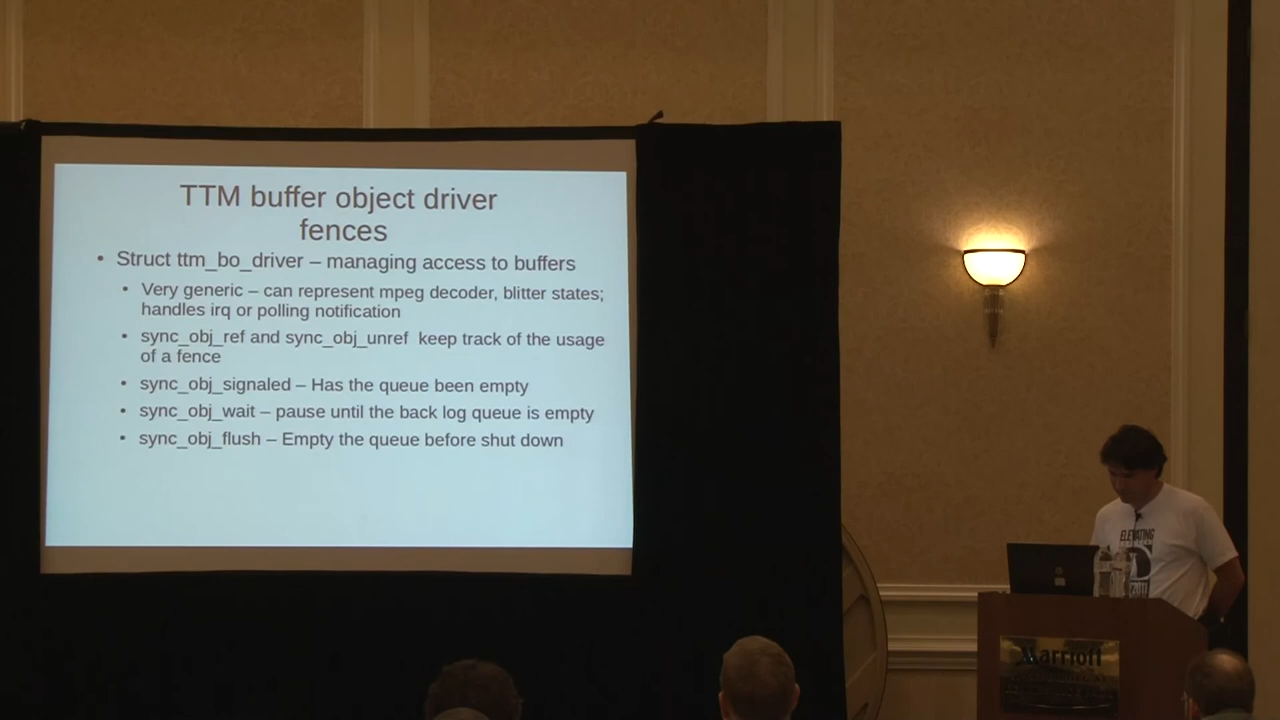 TTM buffer object driver
fences
• Struct ttm_bo_driver – managing access to buffers
• Very generic – can represent mpeg decoder, blitter states;
handles irq or polling notification
• sync_obj_ref and sync_obj_unref keep track of the usage
of a fence
• sync_obj_signaled – Has the queue been empty
• sync_obj_wait – pause until the back log queue is empty
• sync_obj_flush – Empty the queue before shut down
ELEVATING
2011
Marriott